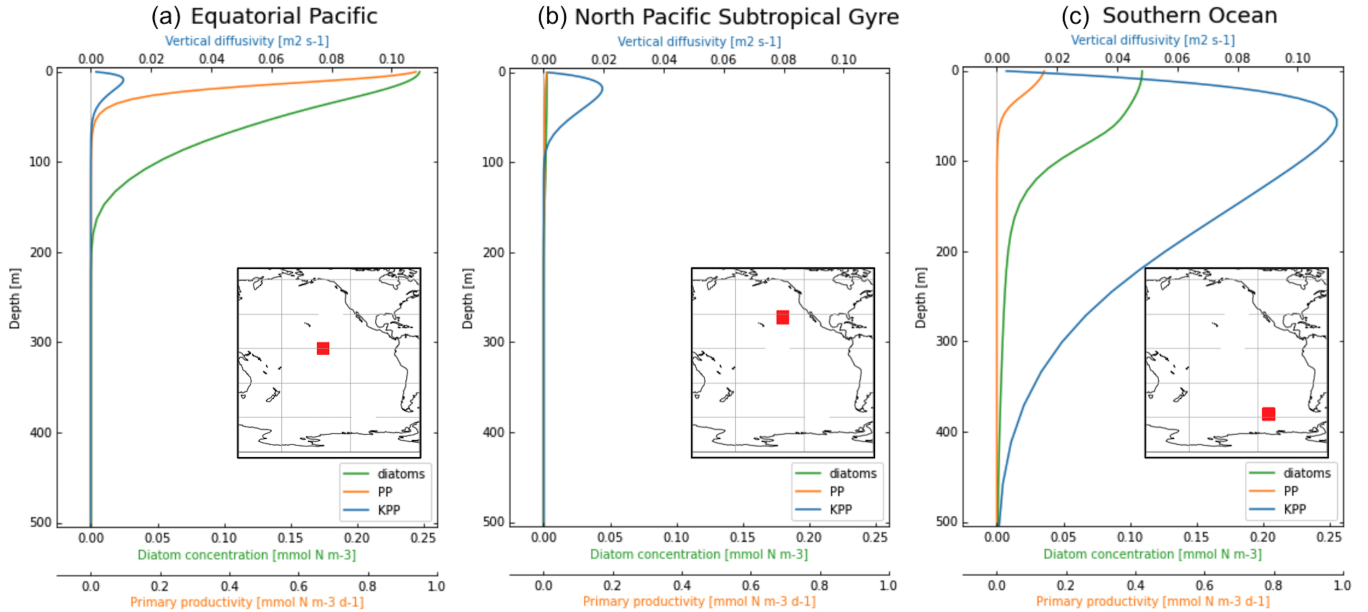 (a) Equatorial Pacific
Vertical diffusivity [m2 s-1]
0.00 0.02 0.04 0.06 0.08 0.10
0
100
200
300
400
500
Depth [m]
diatoms
PP
KPP
0.00 0.05 0.10 0.15 0.20 0.25
Diatom concentration [mmol N m-3]
0.0 0.2 0.4 0.6 0.8 1.0
Primary productivity [mmol N m-3 d-1]
(b) North Pacific Subtropical Gyre
Vertical diffusivity [m2 s-1]
0.00 0.02 0.04 0.06 0.08 0.10
0
100
200
300
400
500
Depth [m]
diatoms
PP
KPP
0.00 0.05 0.10 0.15 0.20 0.25
Diatom concentration [mmol N m-3]
0.0 0.2 0.4 0.6 0.8 1.0
Primary productivity [mmol N m-3 d-1]
(c) Southern Ocean
Vertical diffusivity [m2 s-1]
0.00 0.02 0.04 0.06 0.08 0.10
0
100
200
300
400
500
Depth [m]
diatoms
PP
KPP
0.00 0.05 0.10 0.15 0.20 0.25
Diatom concentration [mmol N m-3]
0.0 0.2 0.4 0.6 0.8 1.0
Primary productivity [mmol N m-3 d-1]